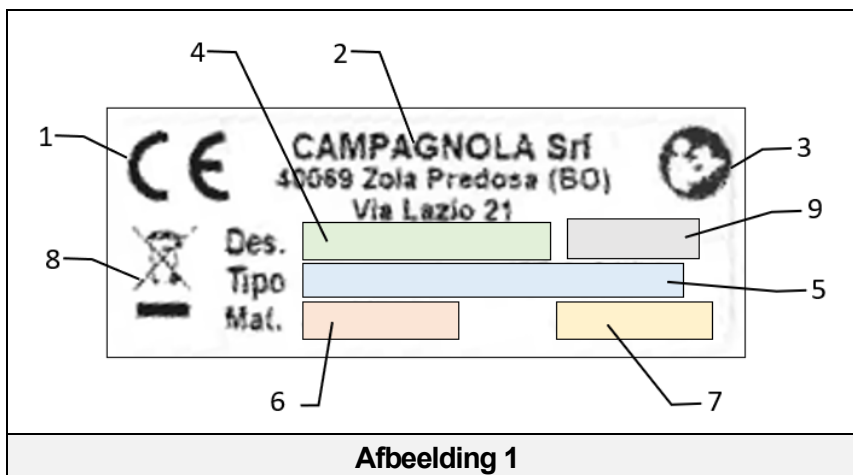 4
2
1
CE
CAMPAGNOLA Srl
3
40069 Zola Predosa (BO)
Via Lazio 21
9
8
Des.
Tipo
5
Mat.
6
7
Afbeelding 1